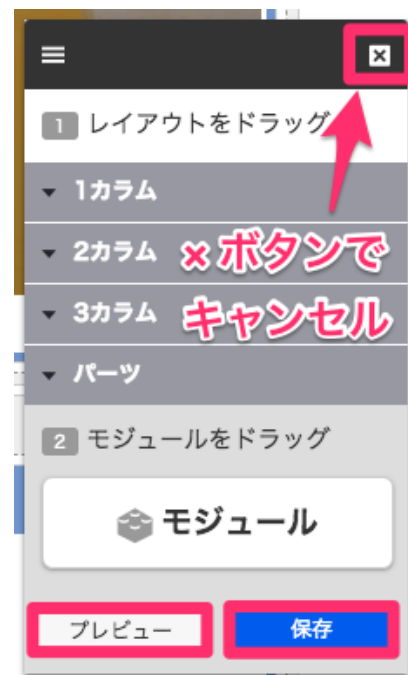 1 レイアウトをドラッグ
1カラム
2カラム
×ボタンで
3カラム
キャンセル
パーツ
2 モジュールをドラッグ
モジュール
プレビュー
保存